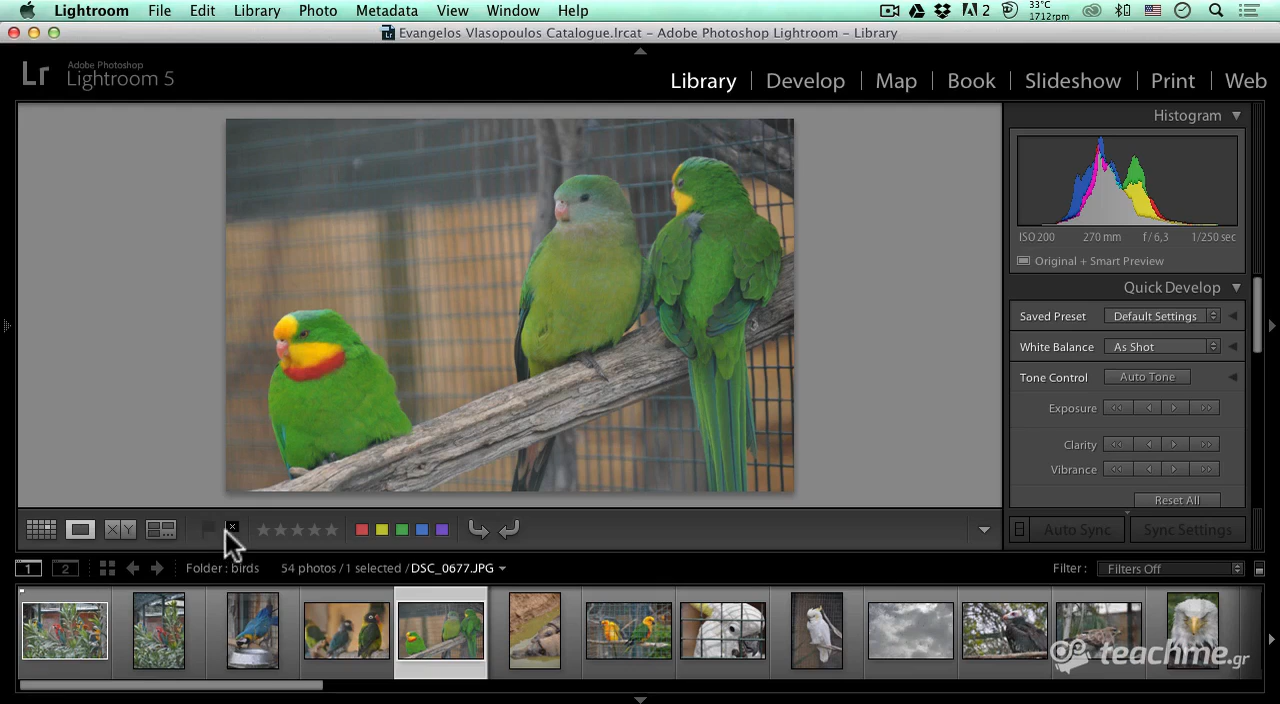 Lightroom File Edit Library Photo Metadata View Window Help 2 33°C 1712rpm
Evangelos Vlasopoulos Catalogue.lrcat – Adobe Photoshop Lightroom – Library
Lr Adobe Photoshop
Lightroom 5
Library Develop Map Book Slideshow Print Web
Histogram
ISO 200 270 mm f / 6,3 1/250 sec
Original + Smart Preview
Quick Develop
Saved Preset Default Settings
White Balance As Shot
Tone Control Auto Tone
Exposure
Clarity
Vibrance
Reset All
X Y
Auto Sync Sync Settings
1 2 Folder : birds 54 photos / 1 selected / DSC_0677.JPG Filter : Filters Off
teachme.gr